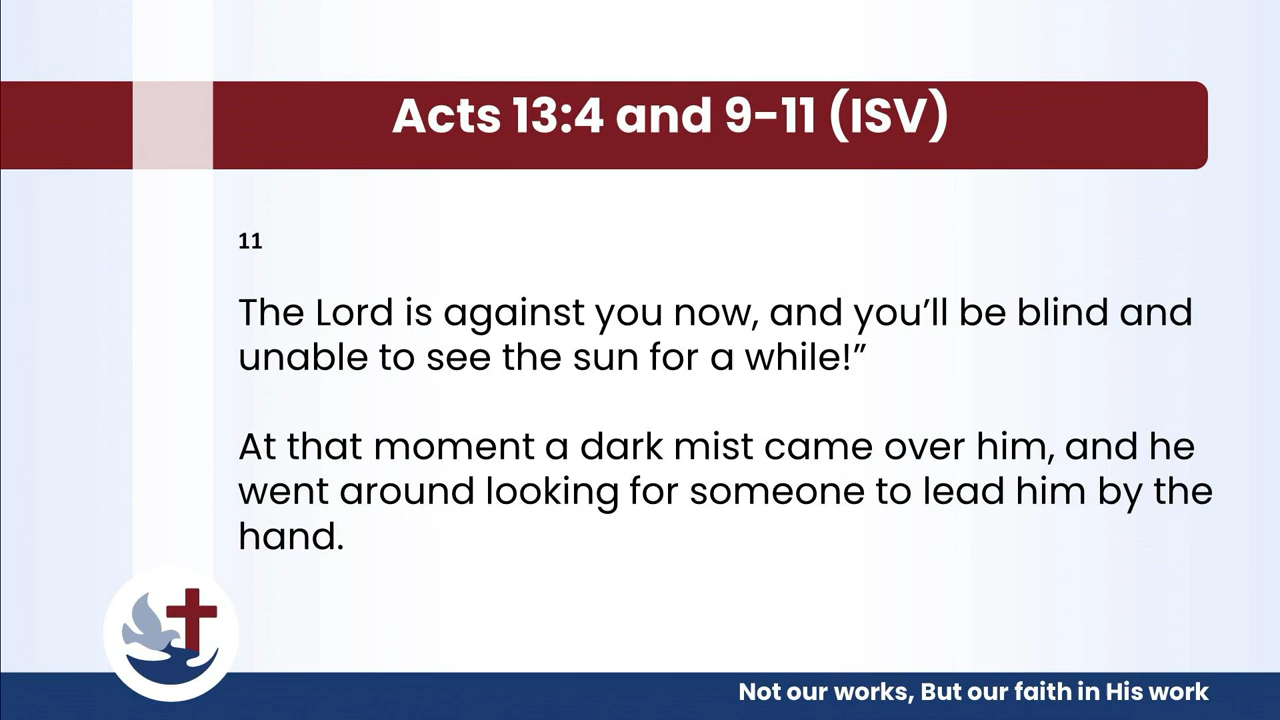 Acts 13:4 and 9-11 (ISV)
11
The Lord is against you now, and you’ll be blind and
unable to see the sun for a while!”
At that moment a dark mist came over him, and he
went around looking for someone to lead him by the
hand.
Not our works, But our faith in His work